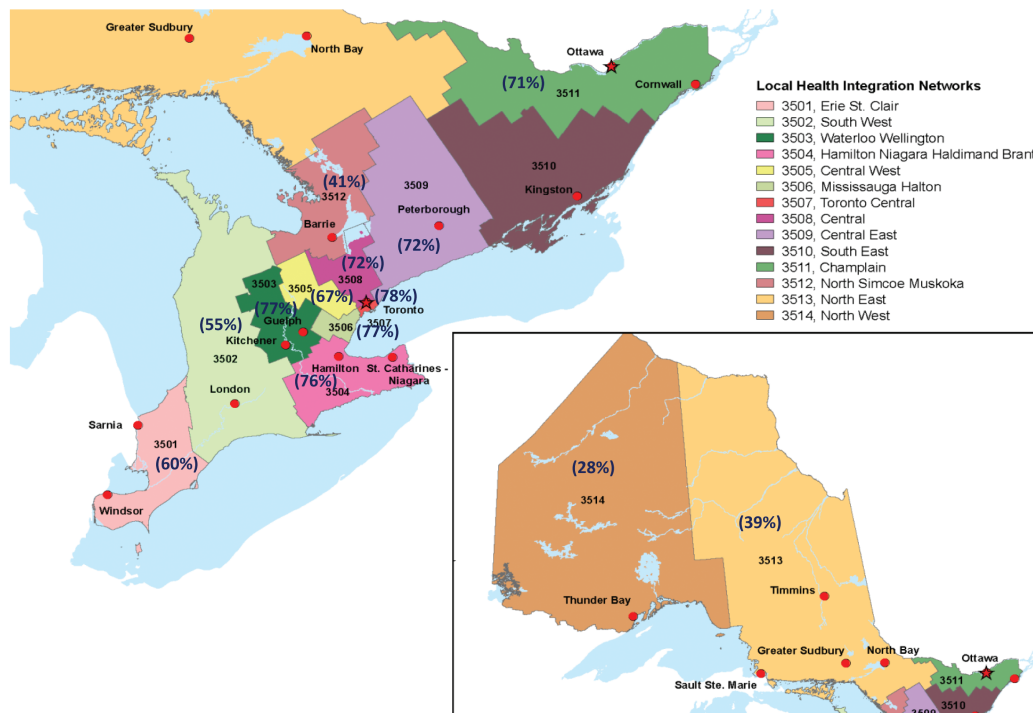 Greater Sudbury
North Bay
Ottawa
(71%)
3511
Cornwall
Local Health Integration Networks
3501, Erie St. Clair
3502, South West
3503, Waterloo Wellington
3504, Hamilton Niagara Haldimand Brant
3505, Central West
3506, Mississauga Halton
3507, Toronto Central
3508, Central
3509, Central East
3510, South East
3511, Champlain
3512, North Simcoe Muskoka
3513, North East
3514, North West
3510
Kingston
(41%)
3512
3509
Peterborough
(72%)
Barrie
(72%)
3508
3503
3505
(67%)
(78%)
Toronto
3507
(77%)
(77%)
Guelph
3506
Kitchener
(55%)
3502
Hamilton
St. Catharines -
Niagara
(76%)
3504
London
Sarnia
3501
(60%)
Windsor
(28%)
3514
(39%)
3513
Timmins
Thunder Bay
Greater Sudbury
North Bay
Ottawa
Sault Ste. Marie
3511
3510
3509